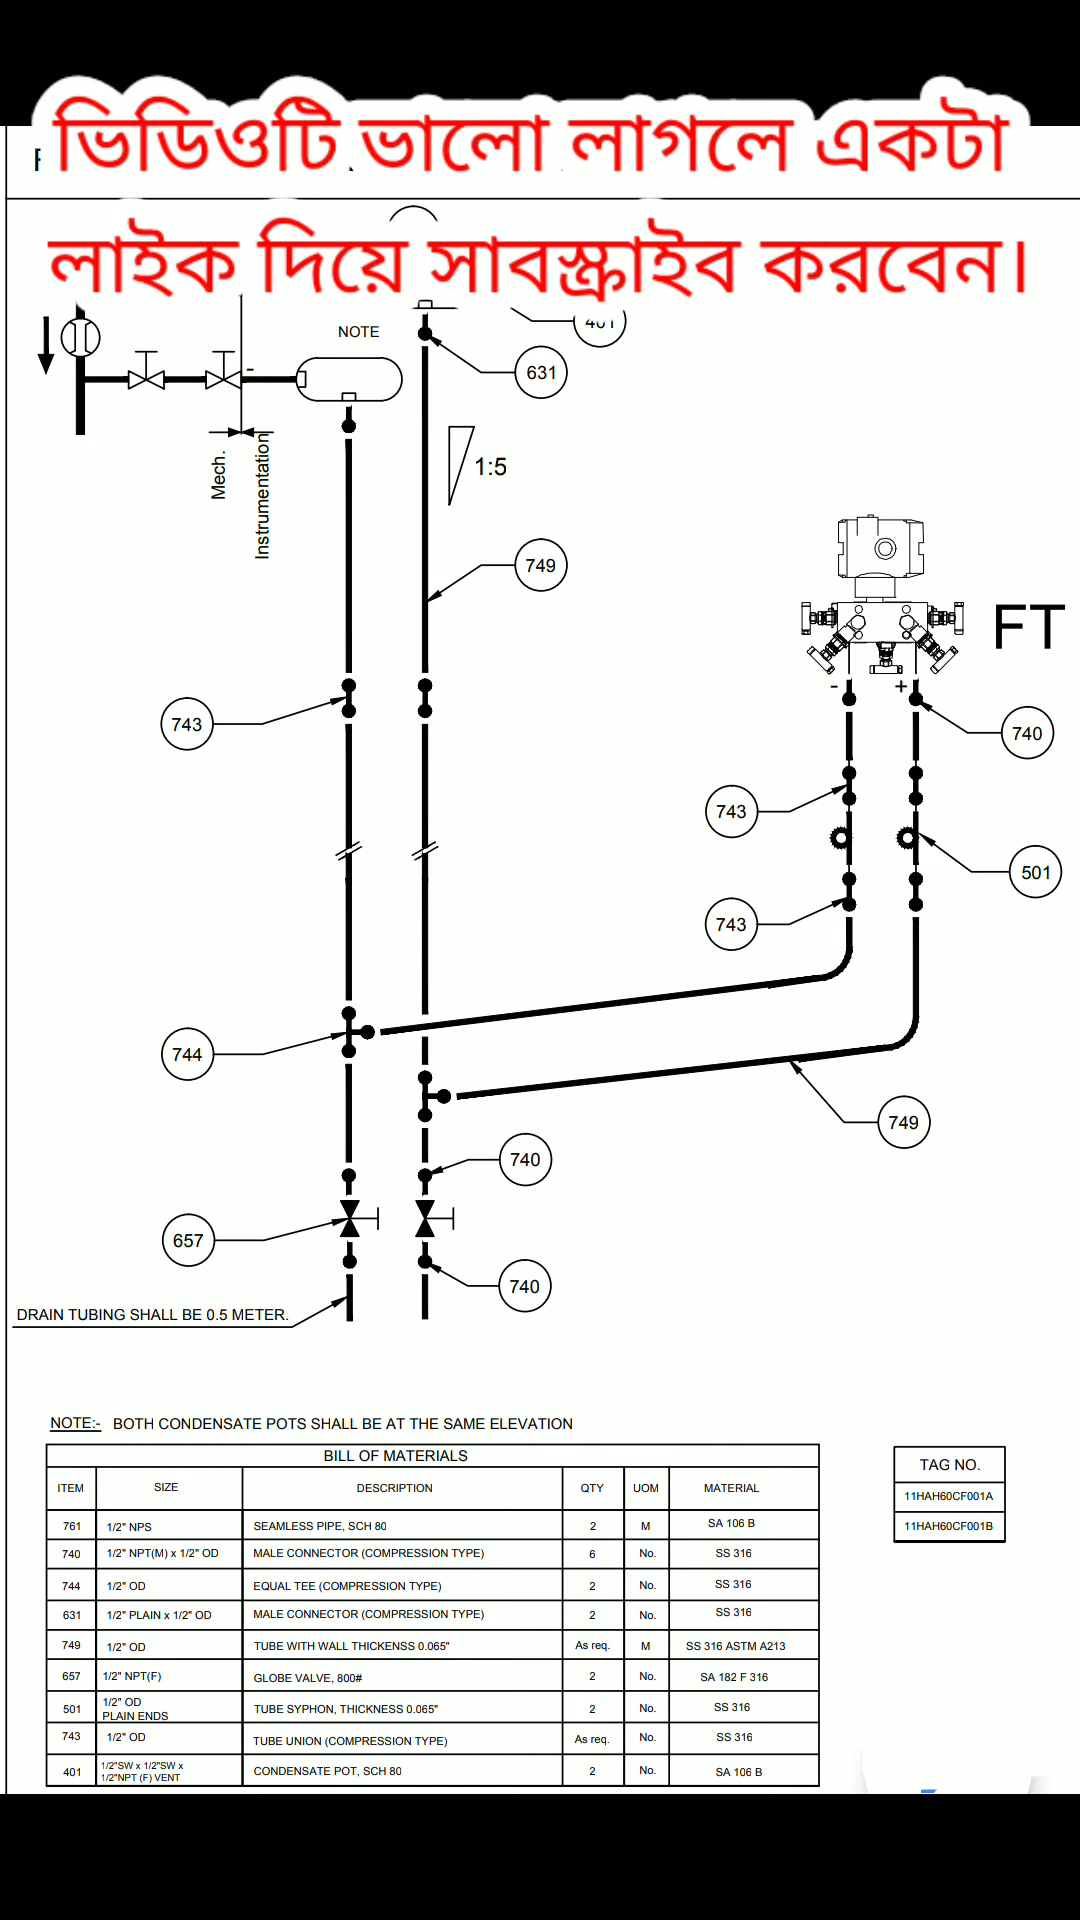 ভিডিওটি ভালো লাগলে একটা
লাইক দিয়ে সাবস্ক্রাইব করবেন।
NOTE
401
631
-
1:5
Mech.
Instrumentation
749
FT
- +
743
740
743
501
743
744
749
740
657
740
DRAIN TUBING SHALL BE 0.5 METER.
NOTE:- BOTH CONDENSATE POTS SHALL BE AT THE SAME ELEVATION
BILL OF MATERIALS
ITEM SIZE DESCRIPTION QTY UOM MATERIAL
761 1/2" NPS SEAMLESS PIPE, SCH 80 2 M SA 106 B
740 1/2" NPT(M) x 1/2" OD MALE CONNECTOR (COMPRESSION TYPE) 6 No. SS 316
744 1/2" OD EQUAL TEE (COMPRESSION TYPE) 2 No. SS 316
631 1/2" PLAIN x 1/2" OD MALE CONNECTOR (COMPRESSION TYPE) 2 No. SS 316
749 1/2" OD TUBE WITH WALL THICKENSS 0.065" As req. M SS 316 ASTM A213
657 1/2" NPT(F) GLOBE VALVE, 800# 2 No. SA 182 F 316
501 1/2" OD PLAIN ENDS TUBE SYPHON, THICKNESS 0.065" 2 No. SS 316
743 1/2" OD TUBE UNION (COMPRESSION TYPE) As req. No. SS 316
401 1/2"SW x 1/2"SW x 1/2"NPT (F) VENT CONDENSATE POT, SCH 80 2 No. SA 106 B
TAG NO.
11HAH60CF001A
11HAH60CF001B